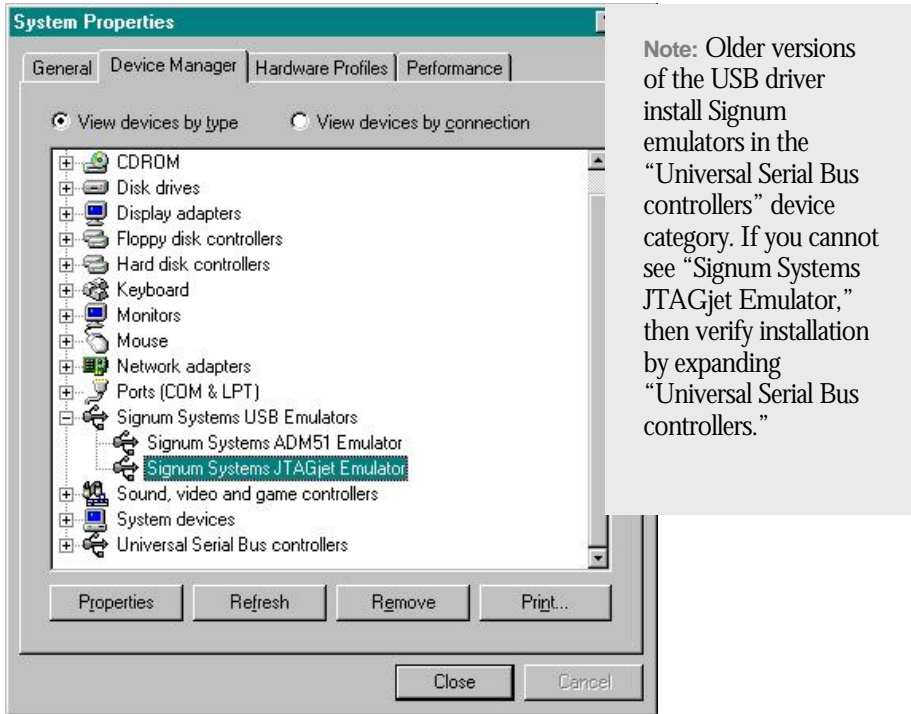 System Properties
General Device Manager Hardware Profiles Performance
View devices by type View devices by connection
CDROM
Disk drives
Display adapters
Floppy disk controllers
Hard disk controllers
Keyboard
Monitors
Mouse
Network adapters
Ports (COM & LPT)
Signum Systems USB Emulators
Signum Systems ADM51 Emulator
Signum Systems JTAGjet Emulator
Sound, video and game controllers
System devices
Universal Serial Bus controllers
Properties Refresh Remove Print...
Close Cancel
Note: Older versions
of the USB driver
install Signum
emulators in the
“Universal Serial Bus
controllers” device
category. If you cannot
see “Signum Systems
JTAGjet Emulator,”
then verify installation
by expanding
“Universal Serial Bus
controllers.”